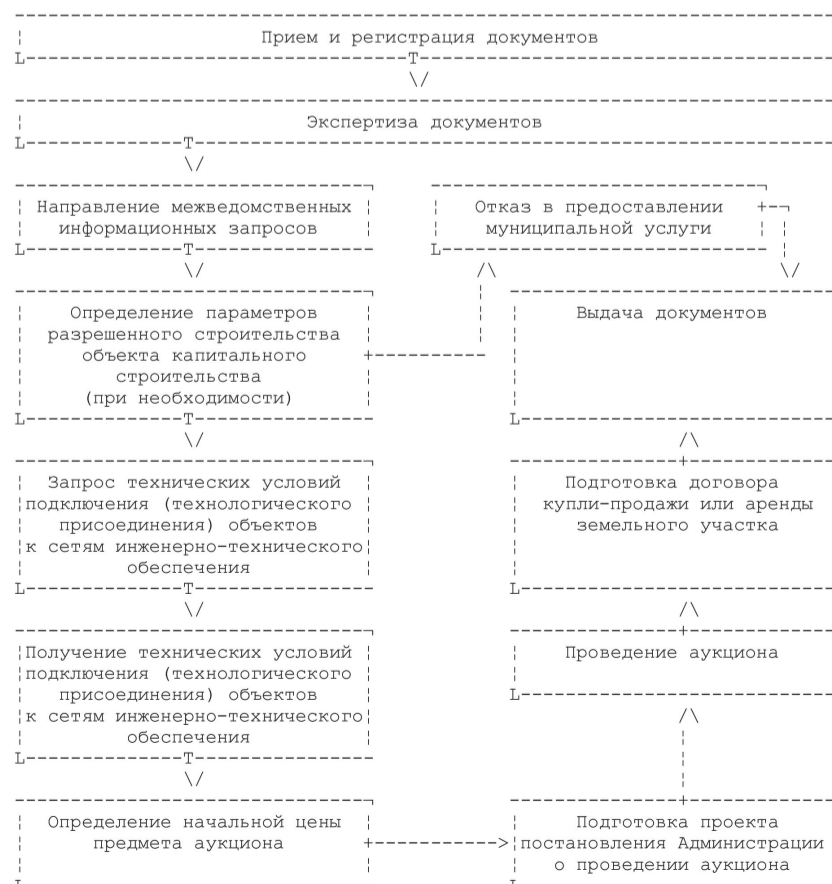 Прием и регистрация документов
Экспертиза документов
Направление межведомственных
информационных запросов
Отказ в предоставлении
муниципальной услуги
Определение параметров
разрешенного строительства
объекта капитального
строительства
(при необходимости)
Выдача документов
Запрос технических условий
подключения (технологического
присоединения) объектов
к сетям инженерно-технического
обеспечения
Подготовка договора
купли-продажи или аренды
земельного участка
Получение технических условий
подключения (технологического
присоединения) объектов
к сетям инженерно-технического
обеспечения
Проведение аукциона
Определение начальной цены
предмета аукциона
Подготовка проекта
постановления Администрации
о проведении аукциона